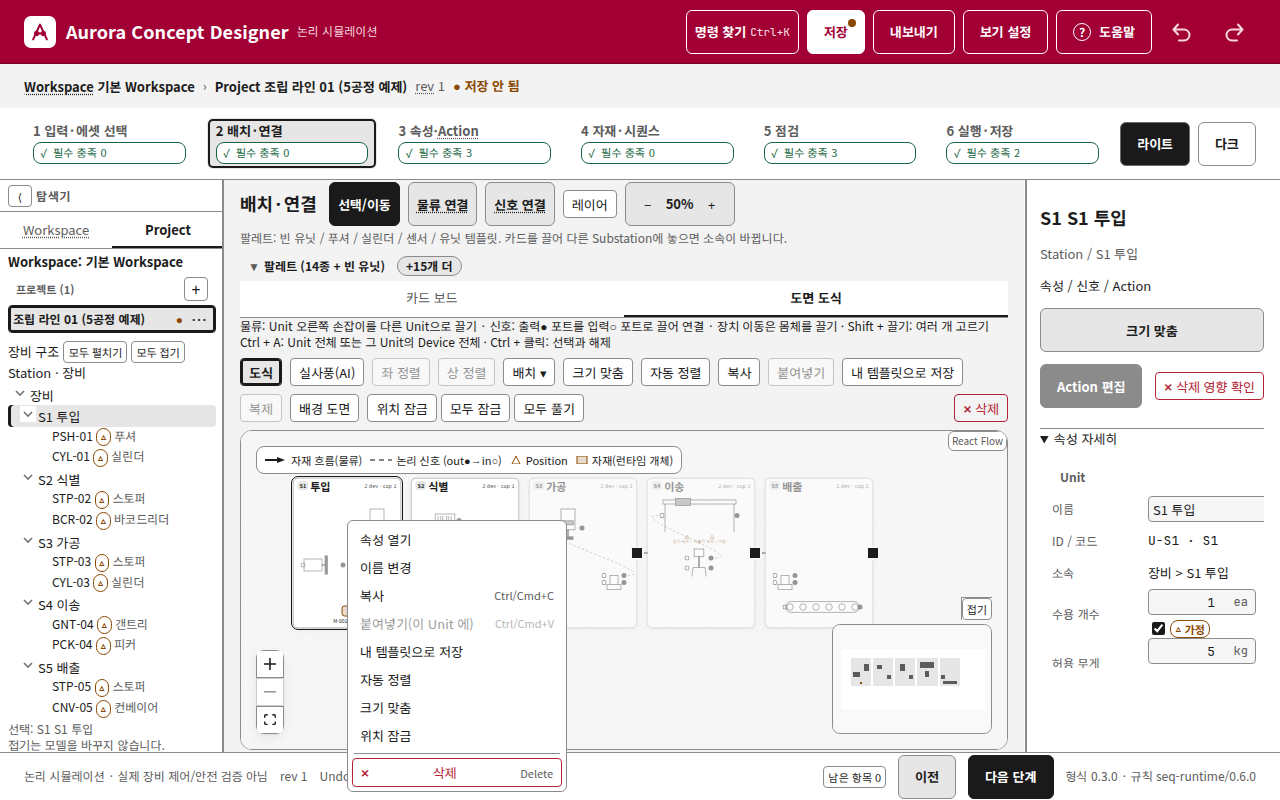 Aurora Concept Designer 논리 시뮬레이션
명령 찾기 Ctrl+K
저장
내보내기
보기 설정
? 도움말
Workspace 기본 Workspace › Project 조립 라인 01 (5공정 예제) rev 1 ● 저장 안 됨
1 입력·에셋 선택
√ 필수 충족 0
2 배치·연결
√ 필수 충족 0
3 속성·Action
√ 필수 충족 3
4 자재·시퀀스
√ 필수 충족 0
5 점검
√ 필수 충족 3
6 실행·저장
√ 필수 충족 2
라이트
다크
⟨ 탐색기
Workspace Project
Workspace: 기본 Workspace
프로젝트 (1) +
조립 라인 01 (5공정 예제) ● ···
장비 구조 모두 펼치기 모두 접기
Station · 장비
장비
S1 투입
PSH-01 △ 푸셔
CYL-01 △ 실린더
S2 식별
STP-02 △ 스토퍼
BCR-02 △ 바코드리더
S3 가공
STP-03 △ 스토퍼
CYL-03 △ 실린더
S4 이송
GNT-04 △ 갠트리
PCK-04 △ 피커
S5 배출
STP-05 △ 스토퍼
CNV-05 △ 컨베이어
선택: S1 S1 투입
접기는 모델을 바꾸지 않습니다.
배치·연결 선택/이동 물류 연결 신호 연결 레이어 − 50% +
팔레트: 빈 유닛 / 푸셔 / 실린더 / 센서 / 유닛 템플릿. 카드를 끌어 다른 Substation에 놓으면 소속이 바뀝니다.
▼ 팔레트 (14종 + 빈 유닛) +15개 더
카드 보드 도면 도식
물류: Unit 오른쪽 손잡이를 다른 Unit으로 끌기 · 신호: 출력● 포트를 입력○ 포트로 끌어 연결 · 장치 이동은 몸체를 끌기 · Shift + 끌기: 여러 개 고르기
Ctrl + A: Unit 전체 또는 그 Unit의 Device 전체 · Ctrl + 클릭: 선택과 해제
도식 실사풍(AI) 좌 정렬 상 정렬 배치 ▾ 크기 맞춤 자동 정렬 복사 붙여넣기 내 템플릿으로 저장
복제 배경 도면 위치 잠금 모두 잠금 모두 풀기 × 삭제
React Flow
자재 흐름(물류) 논리 신호 (out●→in○) △ Position 자재(런타임 개체)
S1 투입 2 dev · cap 1
S2 식별 2 dev · cap 1
S3 가공 2 dev · cap 1
S4 이송 2 dev · cap 1
S5 배출 2 dev · cap 1
속성 열기
이름 변경
복사 Ctrl/Cmd+C
붙여넣기(이 Unit 에) Ctrl/Cmd+V
내 템플릿으로 저장
자동 정렬
크기 맞춤
위치 잠금
× 삭제 Delete
접기
S1 S1 투입
Station / S1 투입
속성 / 신호 / Action
크기 맞춤
Action 편집 × 삭제 영향 확인
▼ 속성 자세히
Unit
이름 S1 투입
ID / 코드 U-S1 · S1
소속 장비 > S1 투입
수용 개수 1 ea
△ 가정
허용 무게 5 kg
논리 시뮬레이션 · 실제 장비 제어/안전 검증 아님 rev 1 Undo
남은 항목 0 이전 다음 단계 형식 0.3.0 · 규칙 seq-runtime/0.6.0